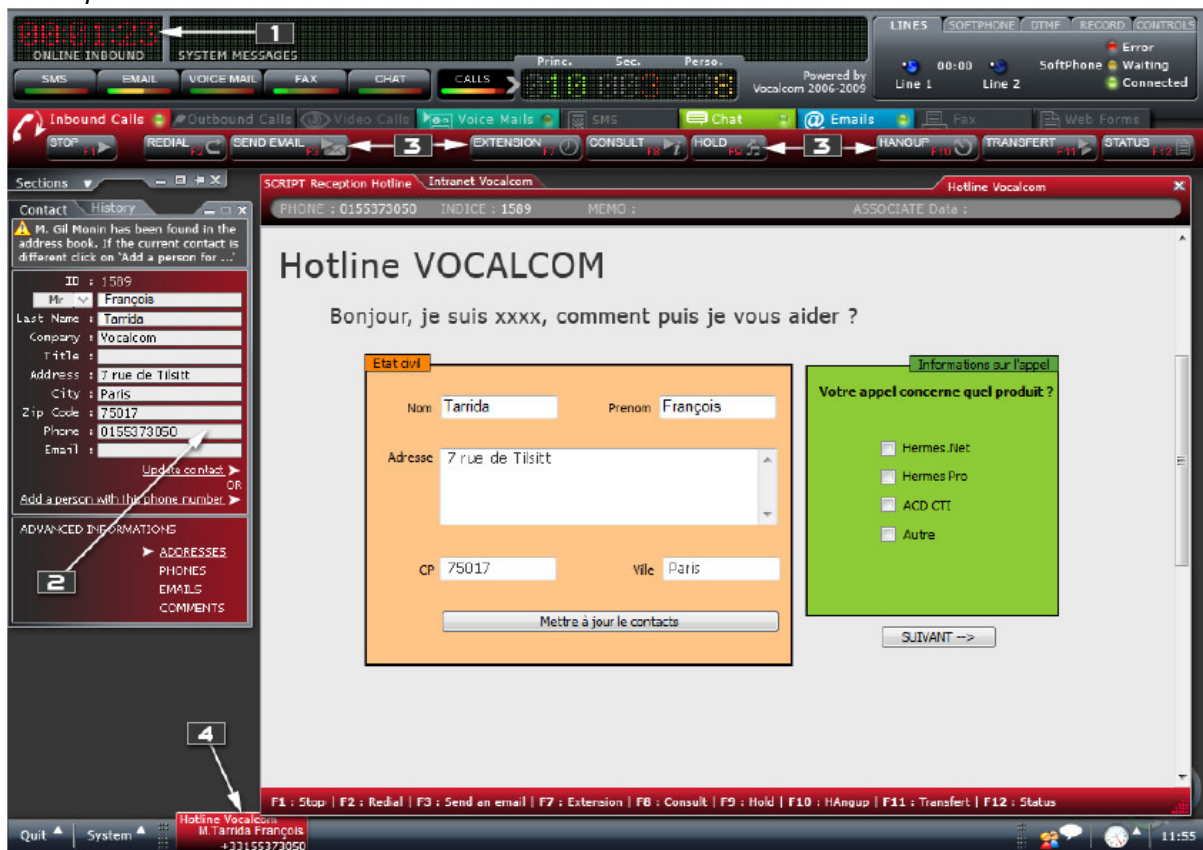 00:01:23
1
ONLINE INBOUND
SYSTEM MESSAGES
Princ. Sec. Perso.
Powered by
Vocalcom 2006-2009
SMS EMAIL VOICE MAIL FAX CHAT CALLS
LINES SOFTPHONE DTMF RECORD CONTROLS
Error
00:00 SoftPhone Waiting
Line 1 Line 2 Connected
Inbound Calls Outbound Calls Video Calls Voice Mails SMS Chat @ Emails Fax Web Forms
STOP F1 REDIAL F2 SEND EMAIL F3 3 EXTENSION F7 CONSULT F8 HOLD F9 3 HANGUP F10 TRANSFERT F11 STATUS F12
Sections
SCRIPT Reception Hotline Intranet Vocalcom Hotline Vocalcom
Contact History
PHONE : 0155373050 INDICE : 1589 MEMO : ASSOCIATE Data :
M. Gil Monin has been found in the
address book. If the current contact is
different click on 'Add a person for ...'
ID : 1589
Mr François
Last Name : Tarrida
Company : Vocalcom
Title :
Address : 7 rue de Tilsitt
City : Paris
Zip Code : 75017
Phone : 0155373050
Email :
Update contact
OR
Add a person with this phone number
ADVANCED INFORMATIONS
ADDRESSES
PHONES
EMAILS
COMMENTS
2
Hotline VOCALCOM
Bonjour, je suis xxxx, comment puis je vous aider ?
Etat civil
Nom Tarrida Prenom François
Adresse 7 rue de Tilsitt
CP 75017 Ville Paris
Mettre à jour le contacts
Informations sur l'appel
Votre appel concerne quel produit ?
Hermes.Net
Hermes Pro
ACD CTI
Autre
SUIVANT -->
4
F1 : Stop | F2 : Redial | F3 : Send an email | F7 : Extension | F8 : Consult | F9 : Hold | F10 : HAngup | F11 : Transfert | F12 : Status
Quit System
Hotline Vocalcom
M.Tarrida François
+33155373050
11:55